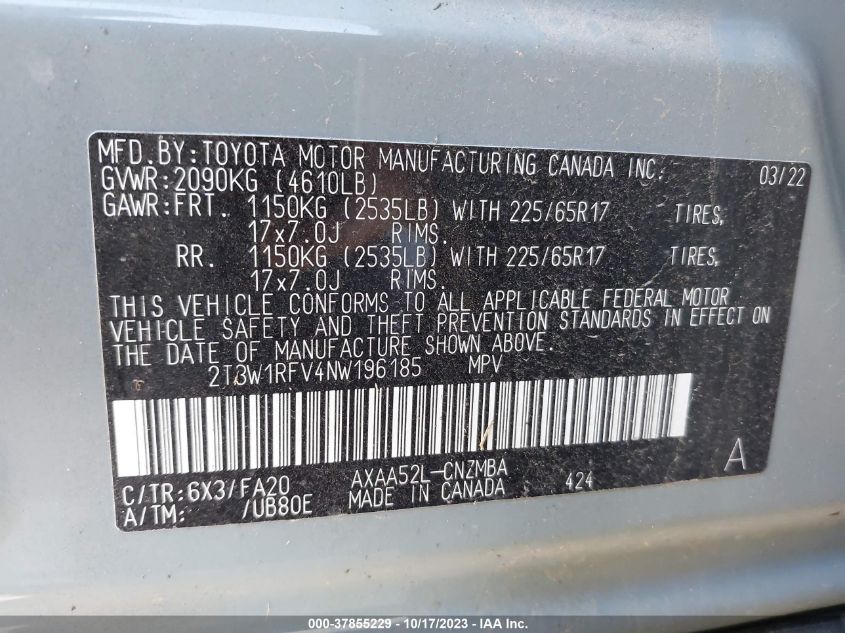 MFD.BY:TOYOTA MOTOR MANUFACTURING CANADA INC. 03/22
GVWR:2090KG (4610LB)
GAWR:FRT. 1150KG (2535LB) WITH 225/65R17 TIRES,
17x7.0J RIMS.
RR. 1150KG (2535LB) WITH 225/65R17 TIRES,
17x7.0J RIMS.
THIS VEHICLE CONFORMS TO ALL APPLICABLE FEDERAL MOTOR
VEHICLE SAFETY AND THEFT PREVENTION STANDARDS IN EFFECT ON
THE DATE OF MANUFACTURE SHOWN ABOVE.
2T3W1RFV4NW196185 MPV
A
C/TR:6X3/FA20 AXAA52L-CNZMBA 424
A/TM: /UB80E MADE IN CANADA
000-37855229 - 10/17/2023 - IAA Inc.